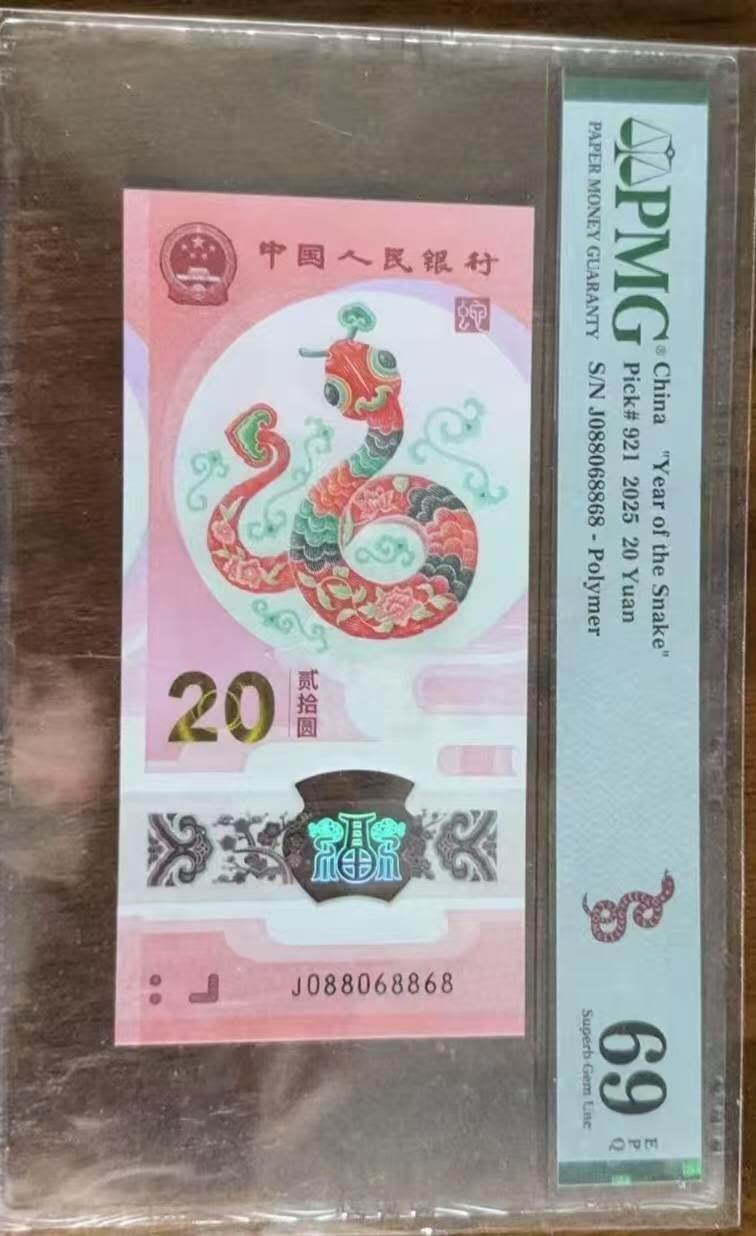 中国人民银行
蛇
20
贰拾圆
J088068868
PMG®
PAPER MONEY GUARANTY
China "Year of the Snake"
Pick# 921 2025 20 Yuan
S/N J088068868 - Polymer
69
EPQ
Superb Gem Unc